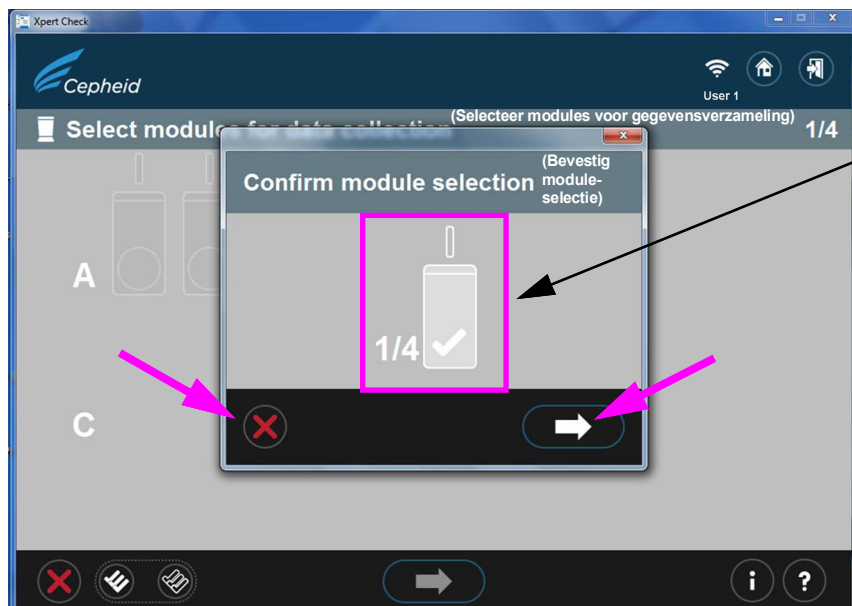 Xpert Check
Cepheid
User 1
Select modules for data collection (Selecteer modules voor gegevensverzameling) 1/4
Confirm module selection (Bevestig
module-
selectie)
A
1/4
C
i ?